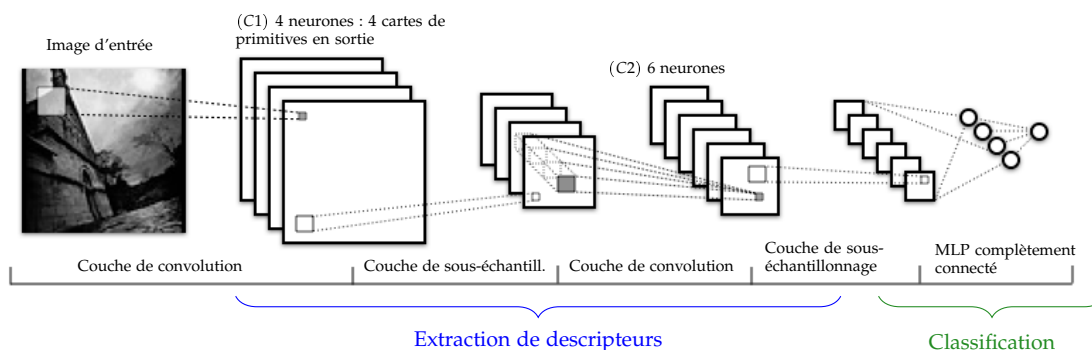 (C1) 4 neurones : 4 cartes de
primitives en sortie
Image d'entrée
(C2) 6 neurones
Couche de convolution
Couche de sous-échantill.
Couche de convolution
Couche de sous-
échantillonnage
MLP complètement
connecté
Extraction de descripteurs
Classification